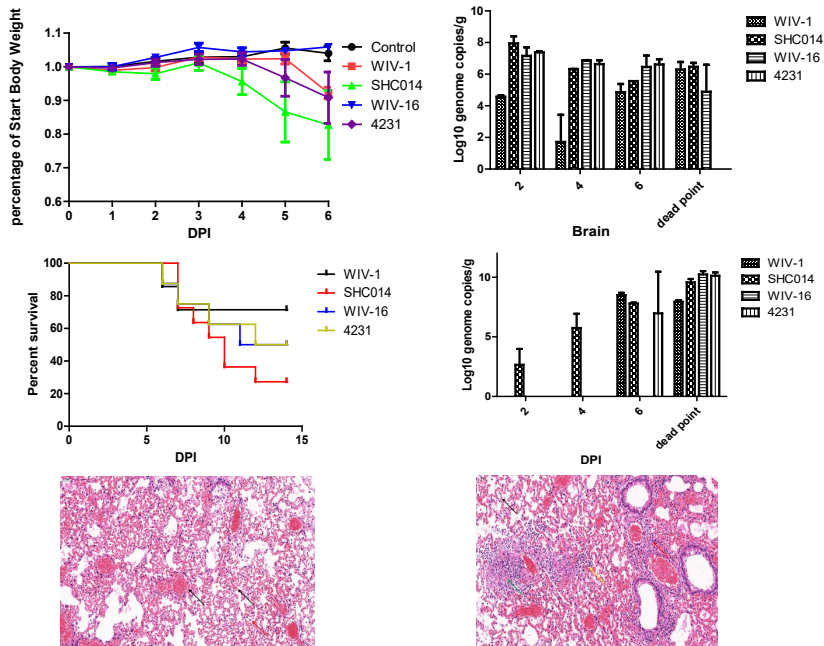 percentage of Start Body Weight
1.1
1.0
0.9
0.8
0.7
0.6
0
1
2
3
4
5
6
DPI
Control
WIV-1
SHC014
WIV-16
4231
Log10 genome copies/g
10
8
6
4
2
0
2
4
6
dead point
WIV-1
SHC014
WIV-16
4231
Percent survival
100
80
60
40
20
0
0
5
10
15
DPI
WIV-1
SHC014
WIV-16
4231
Brain
Log10 genome copies/g
10
5
0
2
4
6
dead point
DPI
WIV-1
SHC014
WIV-16
4231